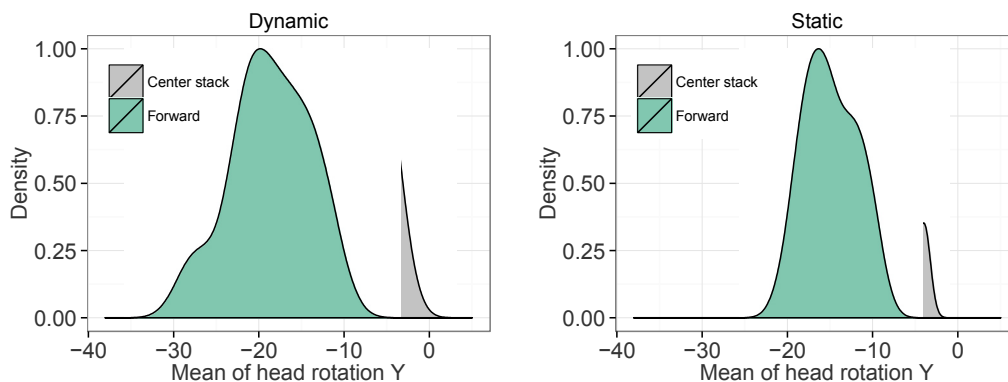 Dynamic
1.00
0.75
0.50
0.25
0.00
Density
Center stack
Forward
−40 −30 −20 −10 0
Mean of head rotation Y
Static
1.00
0.75
0.50
0.25
0.00
Density
Center stack
Forward
−40 −30 −20 −10 0
Mean of head rotation Y